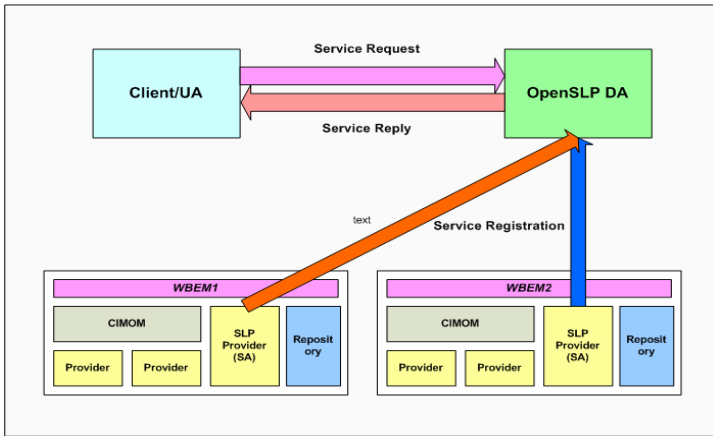 Service Request
Client/UA
OpenSLP DA
Service Reply
text
Service Registration
WBEM1
CIMOM
SLP
Provider
(SA)
Reposit
ory
Provider
Provider
WBEM2
CIMOM
SLP
Provider
(SA)
Reposit
ory
Provider
Provider